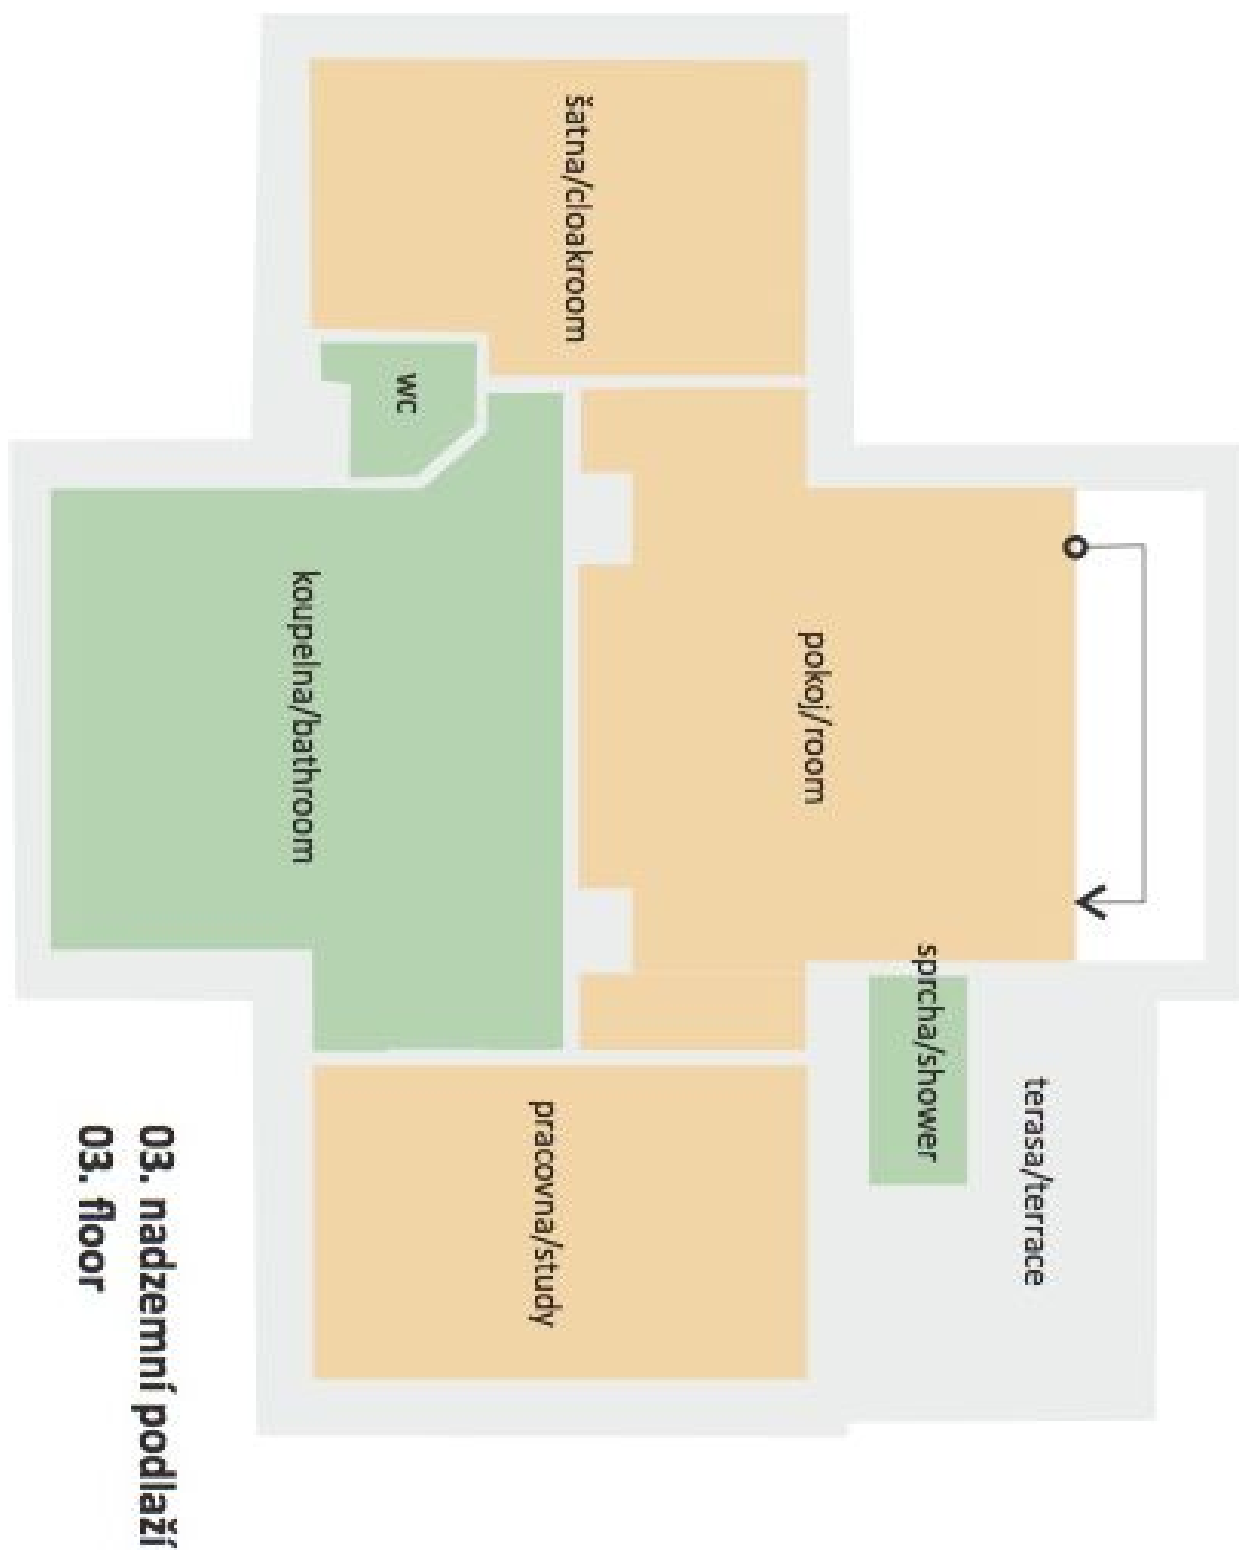 šatna/cloakroom
wc
koupelna/bathroom
pokoj/room
sprcha/shower
terasa/terrace
pracovna/study
03. nadzemní podlaží
03. floor